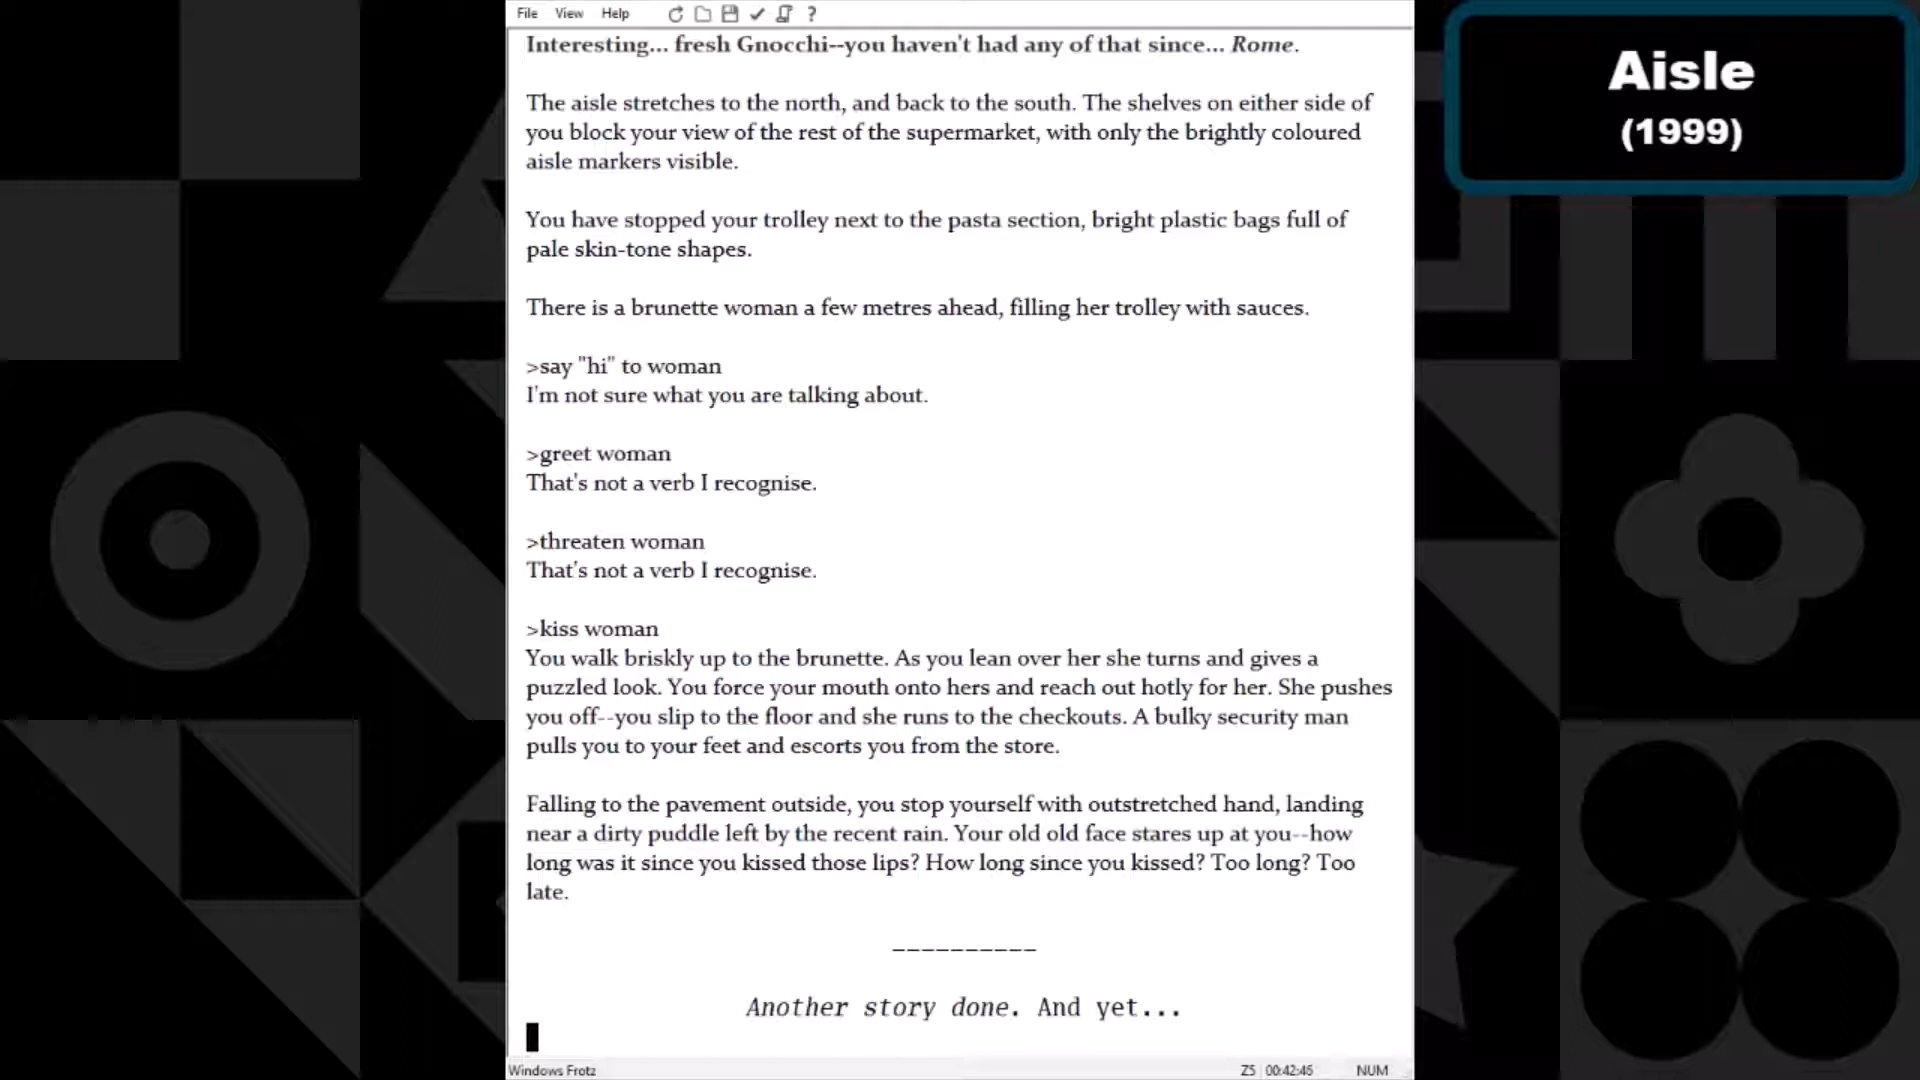 File View Help ?
Aisle
(1999)
Interesting... fresh Gnocchi--you haven't had any of that since... Rome.
The aisle stretches to the north, and back to the south. The shelves on either side of
you block your view of the rest of the supermarket, with only the brightly coloured
aisle markers visible.
You have stopped your trolley next to the pasta section, bright plastic bags full of
pale skin-tone shapes.
There is a brunette woman a few metres ahead, filling her trolley with sauces.
>say "hi" to woman
I'm not sure what you are talking about.
>greet woman
That's not a verb I recognise.
>threaten woman
That's not a verb I recognise.
>kiss woman
You walk briskly up to the brunette. As you lean over her she turns and gives a
puzzled look. You force your mouth onto hers and reach out hotly for her. She pushes
you off--you slip to the floor and she runs to the checkouts. A bulky security man
pulls you to your feet and escorts you from the store.
Falling to the pavement outside, you stop yourself with outstretched hand, landing
near a dirty puddle left by the recent rain. Your old old face stares up at you--how
long was it since you kissed those lips? How long since you kissed? Too long? Too
late.
----------
Another story done. And yet...
Windows Frotz Z5 00:42:45 NUM